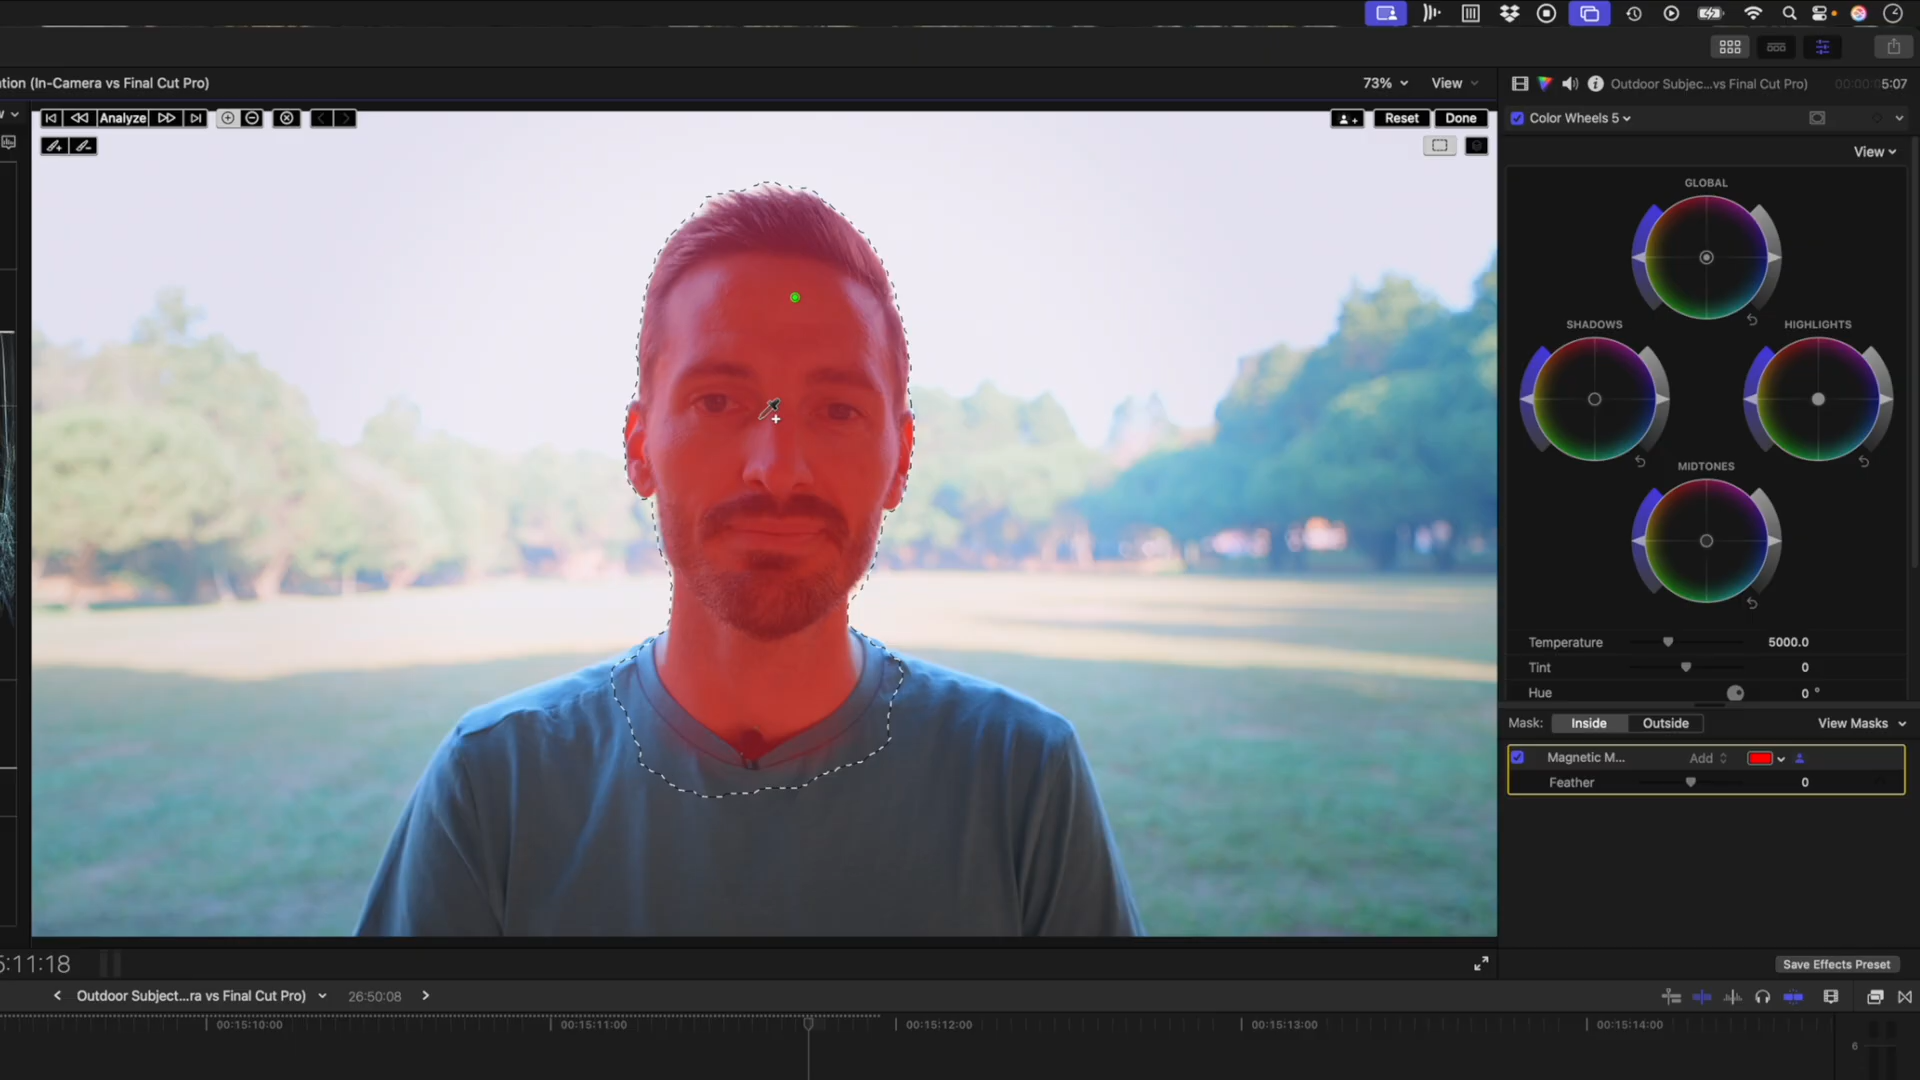 tion (In-Camera vs Final Cut Pro)
73%
View
Outdoor Subjec...vs Final Cut Pro)
00:00:05:07
Analyze
Reset
Done
Color Wheels 5
View
GLOBAL
SHADOWS
HIGHLIGHTS
MIDTONES
Temperature
5000.0
Tint
0
Hue
0 °
Mask:
Inside
Outside
View Masks
Magnetic M...
Add
Feather
0
5:11:18
Save Effects Preset
Outdoor Subject...ra vs Final Cut Pro)
26:50:08
00:15:10:00
00:15:11:00
00:15:12:00
00:15:13:00
00:15:14:00
6